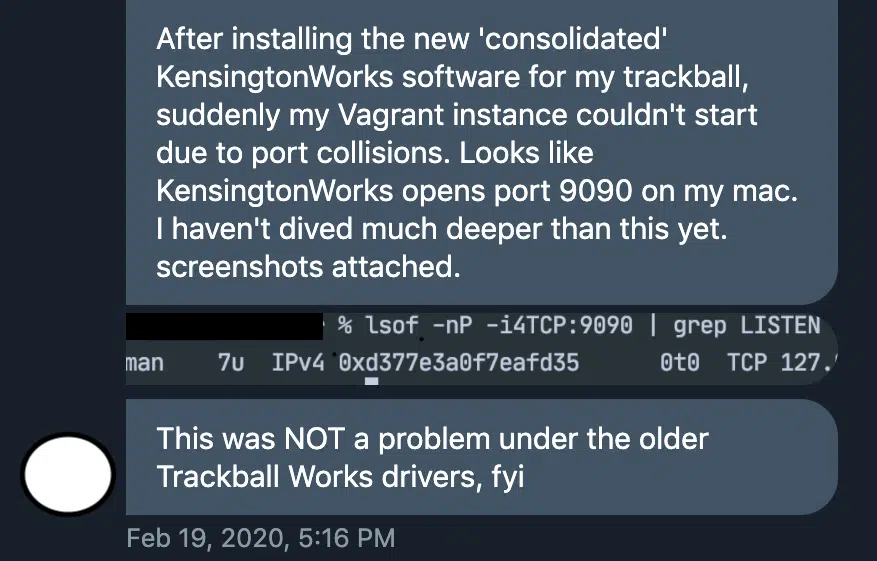 After installing the new 'consolidated'
KensingtonWorks software for my trackball,
suddenly my Vagrant instance couldn't start
due to port collisions. Looks like
KensingtonWorks opens port 9090 on my mac.
I haven't dived much deeper than this yet.
screenshots attached.
% lsof -nP -i4TCP:9090 | grep LISTEN
man 7u IPv4 0xd377e3a0f7eafd35 0t0 TCP 127.
This was NOT a problem under the older
Trackball Works drivers, fyi
Feb 19, 2020, 5:16 PM